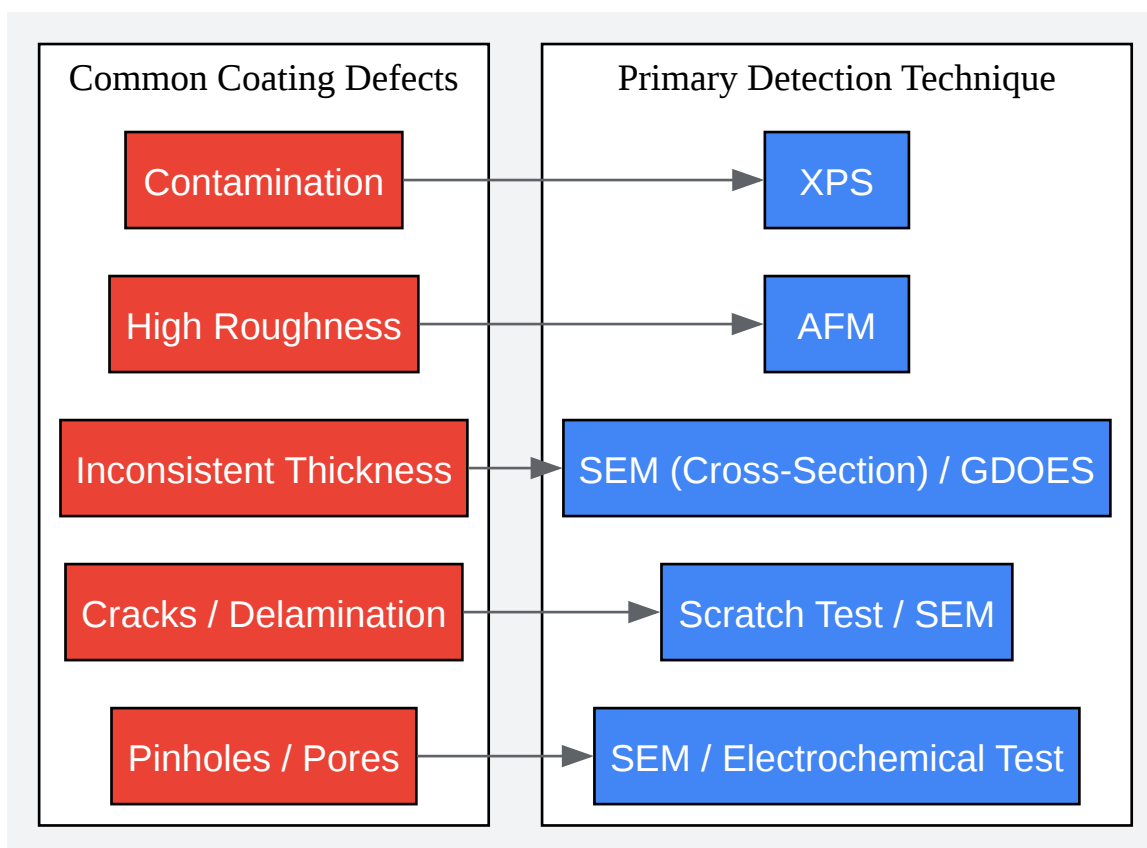 Common Coating Defects
Primary Detection Technique
Contamination
XPS
High Roughness
AFM
Inconsistent Thickness
SEM (Cross-Section) / GDOES
Cracks / Delamination
Scratch Test / SEM
Pinholes / Pores
SEM / Electrochemical Test